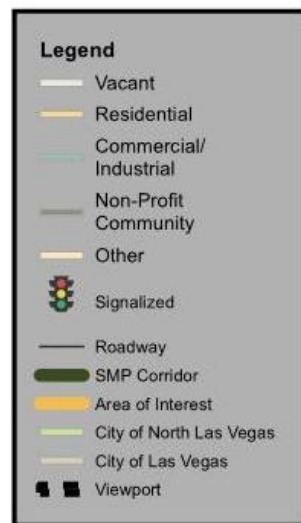 Legend
Vacant
Residential
Commercial/
Industrial
Non-Profit
Community
Other
Signalized
Roadway
SMP Corridor
Area of Interest
City of North Las Vegas
City of Las Vegas
Viewport